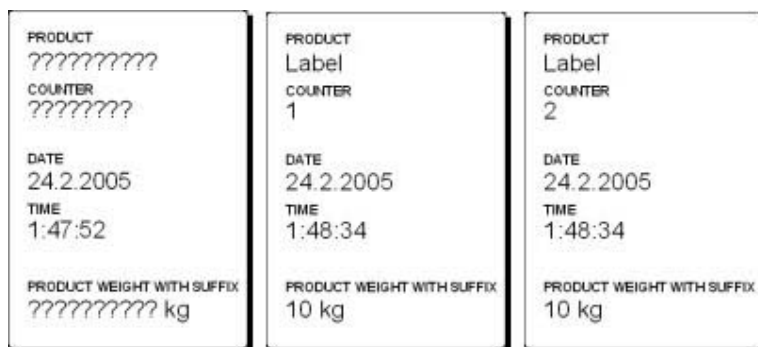 PRODUCT
??????????
COUNTER
????????
DATE
24.2.2005
TIME
1:47:52
PRODUCT WEIGHT WITH SUFFIX
?????????? kg
PRODUCT
Label
COUNTER
1
DATE
24.2.2005
TIME
1:48:34
PRODUCT WEIGHT WITH SUFFIX
10 kg
PRODUCT
Label
COUNTER
2
DATE
24.2.2005
TIME
1:48:34
PRODUCT WEIGHT WITH SUFFIX
10 kg